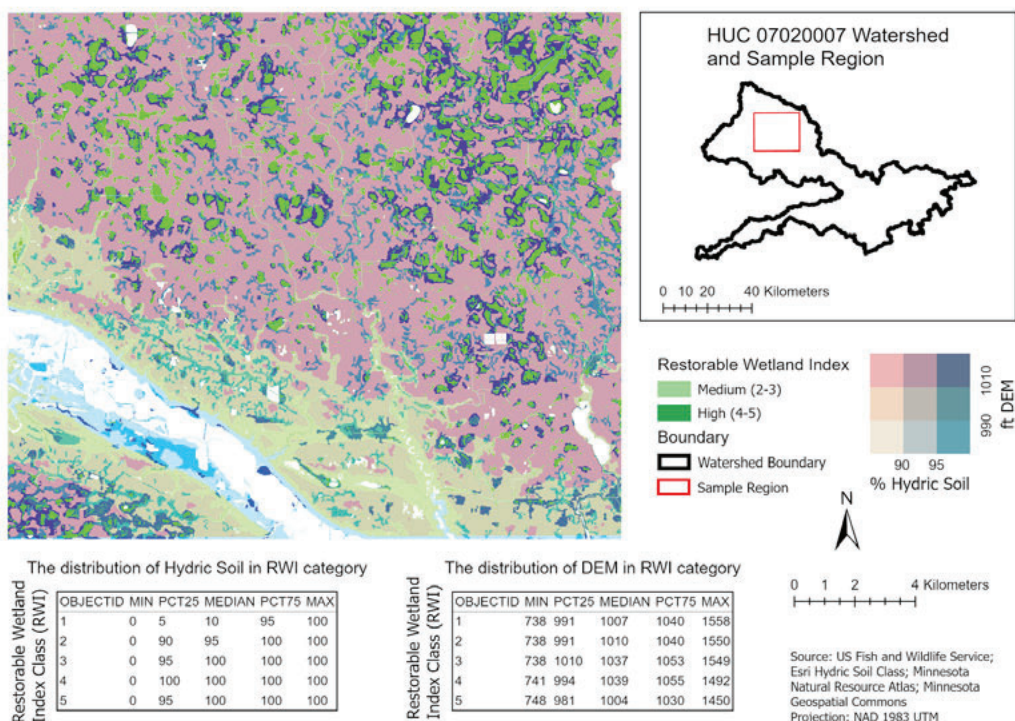 HUC 07020007 Watershed
and Sample Region
0 10 20 40 Kilometers
Restorable Wetland Index
Medium (2-3)
High (4-5)
Boundary
Watershed Boundary
Sample Region
1010
990
ft DEM
90 95
% Hydric Soil
N
0 1 2 4 Kilometers
The distribution of Hydric Soil in RWI category
Restorable Wetland
Index Class (RWI)
OBJECTID MIN PCT25 MEDIAN PCT75 MAX
1 0 5 10 95 100
2 0 90 95 100 100
3 0 95 100 100 100
4 0 100 100 100 100
5 0 95 100 100 100
The distribution of DEM in RWI category
Restorable Wetland
Index Class (RWI)
OBJECTID MIN PCT25 MEDIAN PCT75 MAX
1 738 991 1007 1040 1558
2 738 991 1010 1040 1550
3 738 1010 1037 1053 1549
4 741 994 1039 1055 1492
5 748 981 1004 1030 1450
Source: US Fish and Wildlife Service;
Esri Hydric Soil Class; Minnesota
Natural Resource Atlas; Minnesota
Geospatial Commons
Projection: NAD 1983 UTM